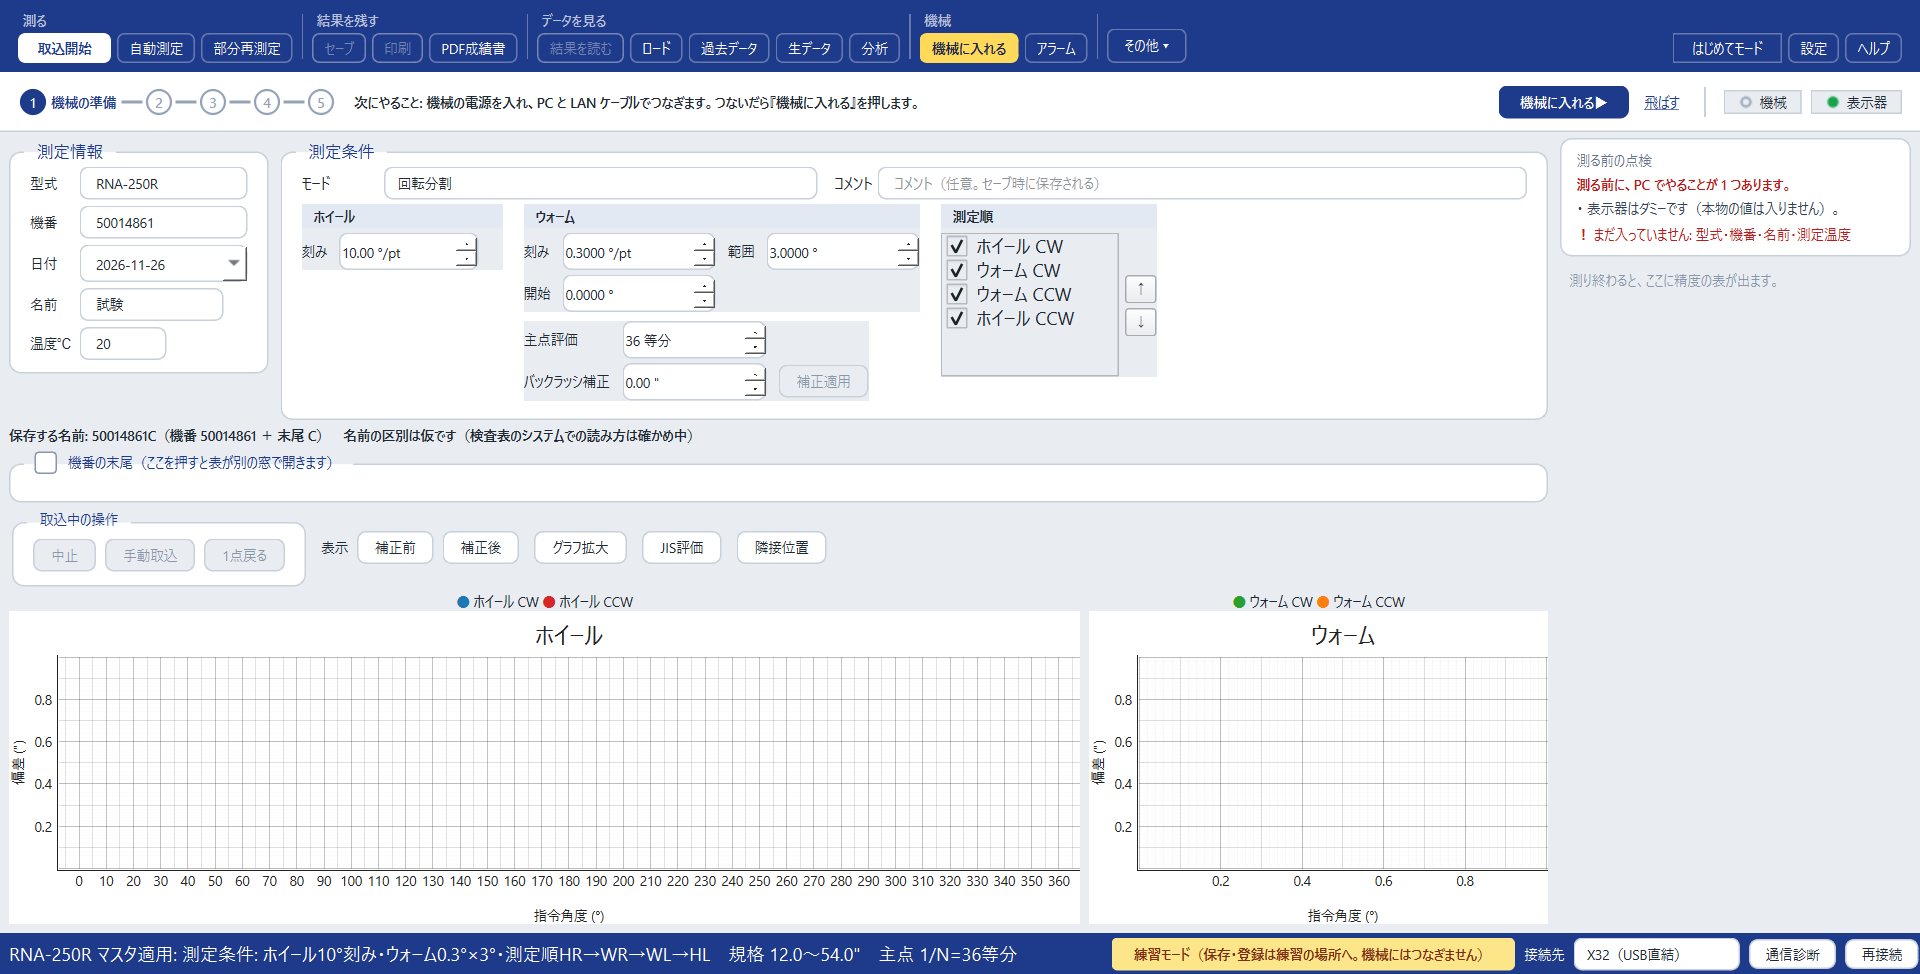 測る 結果を残す データを見る 機械
取込開始 自動測定 部分再測定 セーブ 印刷 PDF成績書 結果を読む ロード 過去データ 生データ 分析 機械に入れる アラーム その他 ▾ はじめてモード 設定 ヘルプ
1 機械の準備 2 3 4 5 次にやること: 機械の電源を入れ、PC と LAN ケーブルでつなぎます。つないだら『機械に入れる』を押します。 機械に入れる▶ 飛ばす 機械 表示器
測定情報
型式 RNA-250R
機番 50014861
日付 2026-11-26
名前 試験
温度°C 20
測定条件
モード 回転分割 コメント コメント（任意。セーブ時に保存される）
ホイール
刻み 10.00 °/pt
ウォーム
刻み 0.3000 °/pt 範囲 3.0000 °
開始 0.0000 °
主点評価 36 等分
バックラッシ補正 0.00 " 補正適用
測定順
ホイール CW
ウォーム CW
ウォーム CCW
ホイール CCW
↑
↓
測る前の点検
測る前に、PC でやることが 1 つあります。
・表示器はダミーです（本物の値は入りません）。
！ まだ入っていません: 型式・機番・名前・測定温度
測り終わると、ここに精度の表が出ます。
保存する名前: 50014861C（機番 50014861 ＋ 末尾 C） 名前の区別は仮です（検査表のシステムでの読み方は確かめ中）
機番の末尾（ここを押すと表が別の窓で開きます）
取込中の操作
中止 手動取込 1点戻る 表示 補正前 補正後 グラフ拡大 JIS評価 隣接位置
ホイール CW ホイール CCW
ホイール
偏差 (")
0.8
0.6
0.4
0.2
0 10 20 30 40 50 60 70 80 90 100 110 120 130 140 150 160 170 180 190 200 210 220 230 240 250 260 270 280 290 300 310 320 330 340 350 360
指令角度 (°)
ウォーム CW ウォーム CCW
ウォーム
偏差 (")
0.8
0.6
0.4
0.2
0.2 0.4 0.6 0.8
指令角度 (°)
RNA-250R マスタ適用: 測定条件: ホイール10°刻み・ウォーム0.3°×3°・測定順HR→WR→WL→HL 規格 12.0～54.0" 主点 1/N=36等分 練習モード（保存・登録は練習の場所へ。機械にはつなぎません） 接続先 X32（USB直結） 通信診断 再接続